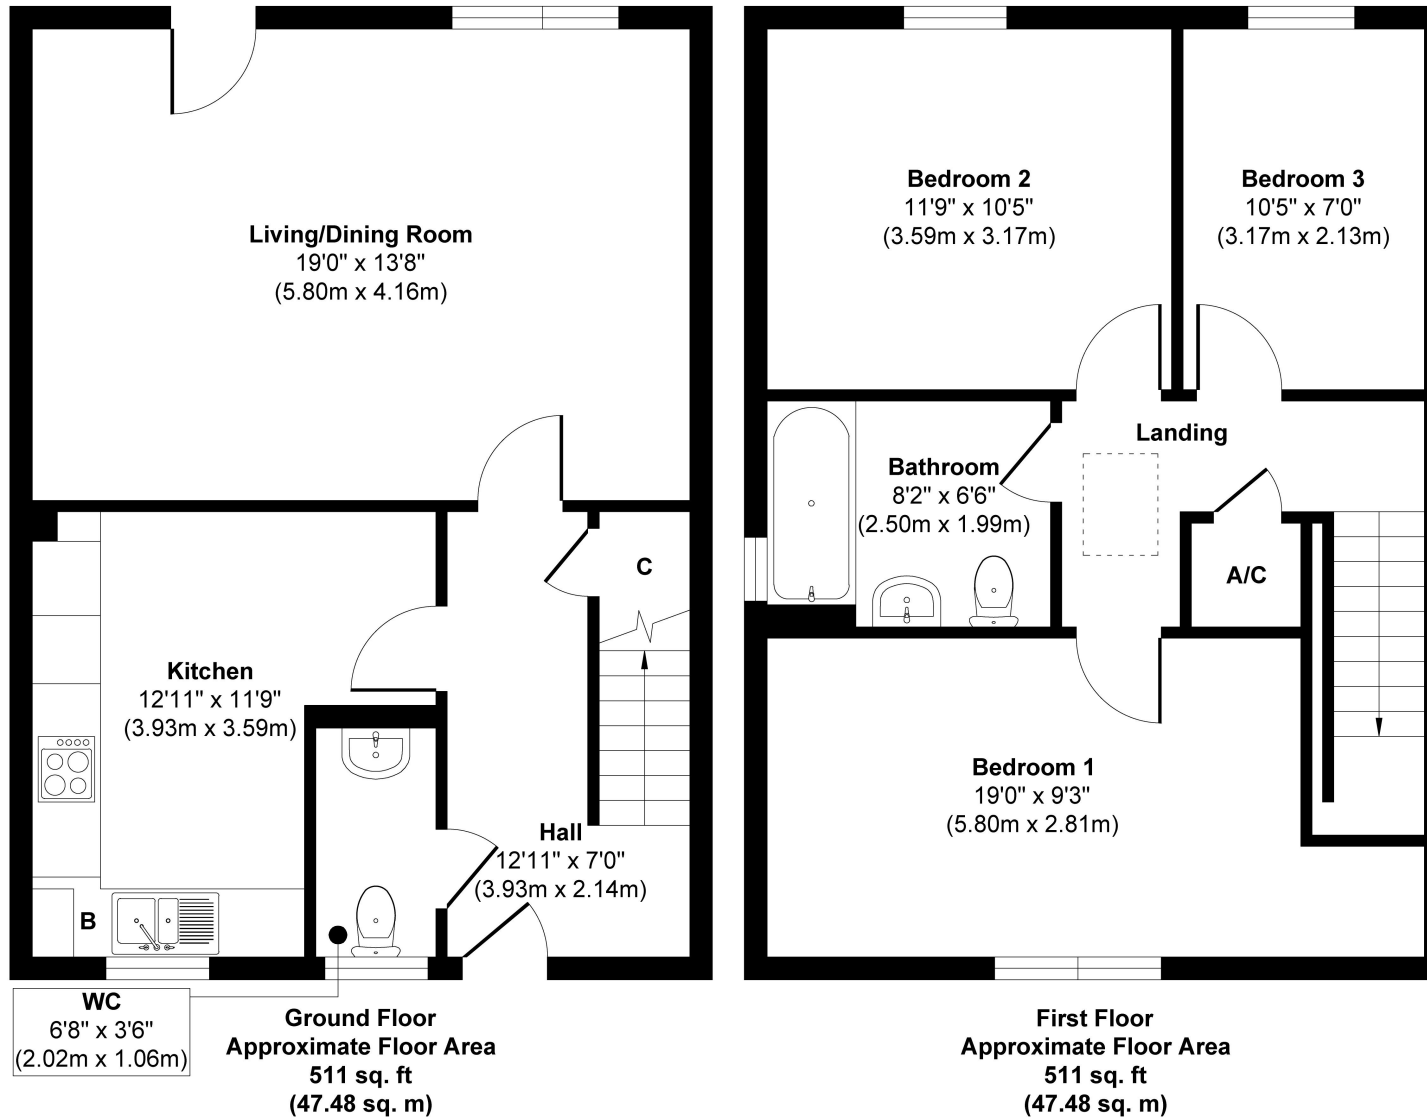 Living/Dining Room
19'0" x 13'8"
(5.80m x 4.16m)
Kitchen
12'11" x 11'9"
(3.93m x 3.59m)
C
Hall
12'11" x 7'0"
(3.93m x 2.14m)
B
WC
6'8" x 3'6"
(2.02m x 1.06m)
Ground Floor
Approximate Floor Area
511 sq. ft
(47.48 sq. m)
Bedroom 2
11'9" x 10'5"
(3.59m x 3.17m)
Bedroom 3
10'5" x 7'0"
(3.17m x 2.13m)
Landing
Bathroom
8'2" x 6'6"
(2.50m x 1.99m)
A/C
Bedroom 1
19'0" x 9'3"
(5.80m x 2.81m)
First Floor
Approximate Floor Area
511 sq. ft
(47.48 sq. m)